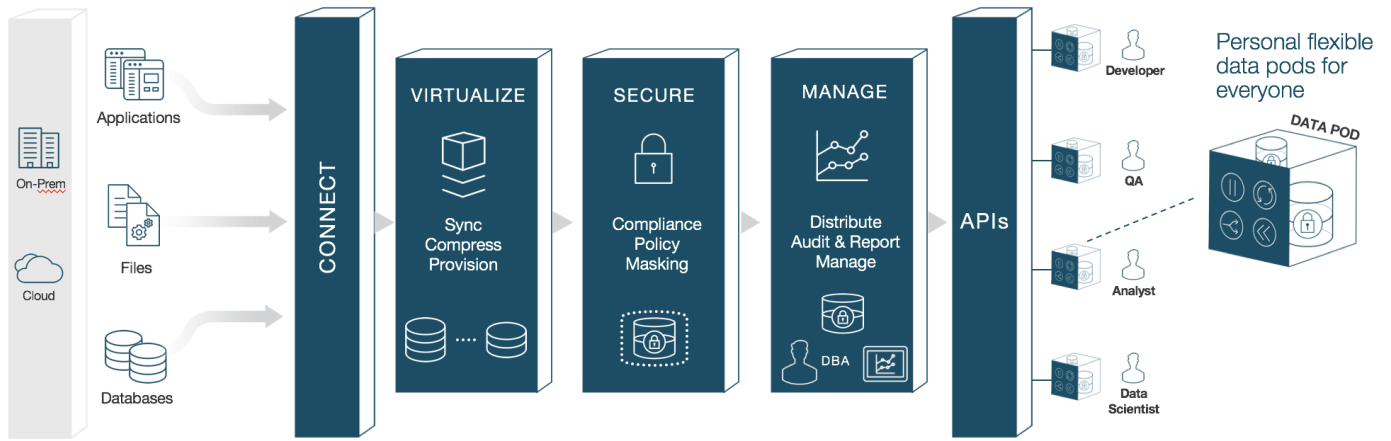 On-Prem
Cloud
Applications
Files
Databases
CONNECT
VIRTUALIZE
Sync
Compress
Provision
SECURE
Compliance
Policy
Masking
MANAGE
Distribute
Audit & Report
Manage
DBA
APIs
Developer
QA
Analyst
Data
Scientist
Personal flexible
data pods for
everyone
DATA POD